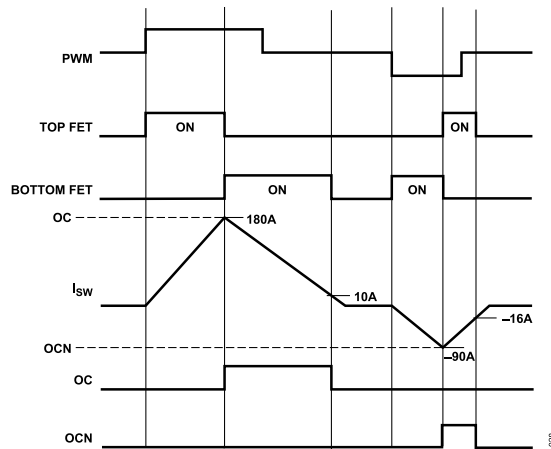 PWM
TOP FET
ON
ON
BOTTOM FET
ON
ON
OC
180A
ISW
10A
–16A
OCN
–90A
OC
OCN